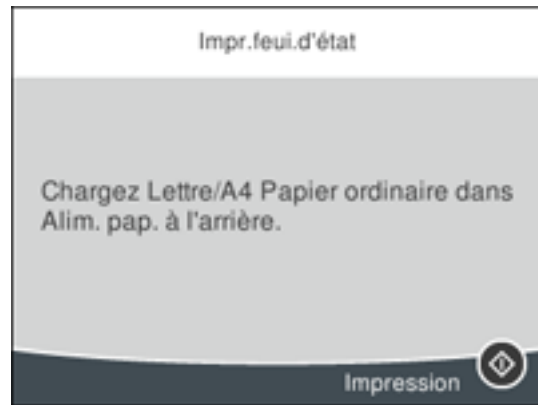 Impr.feui.d'état
Chargez Lettre/A4 Papier ordinaire dans
Alim. pap. à l'arrière.
Impression